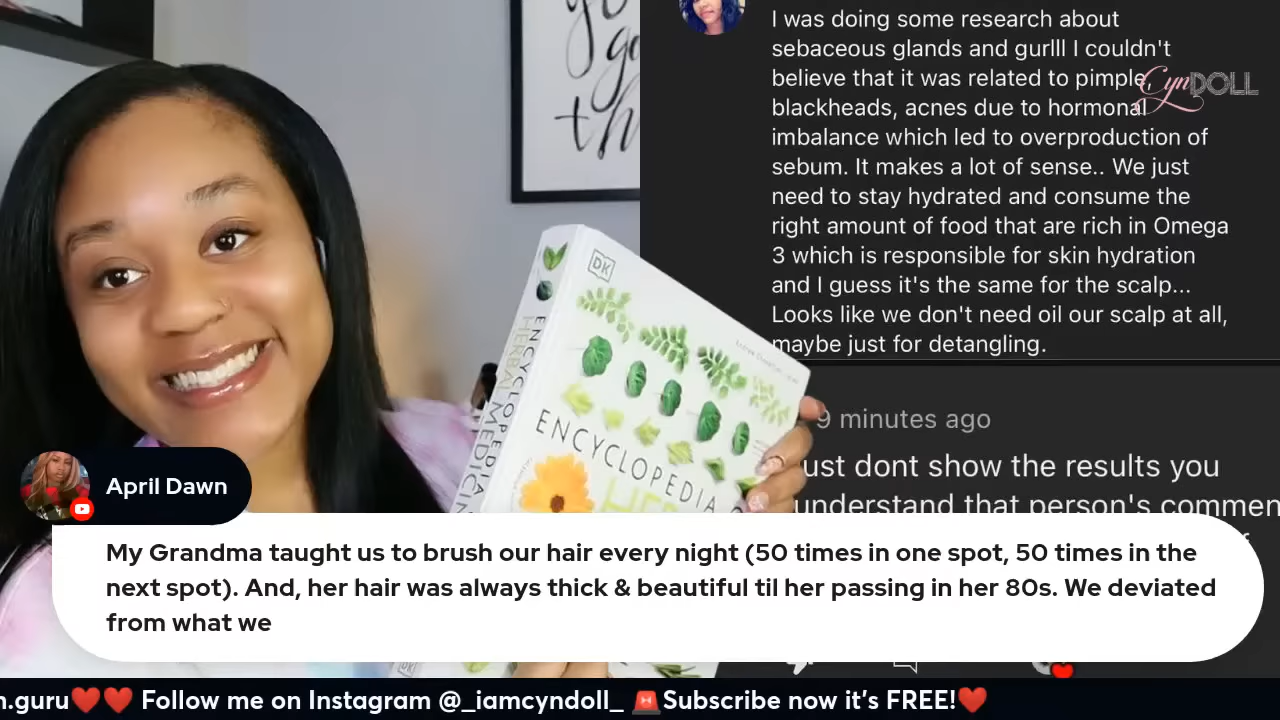 I was doing some research about
sebaceous glands and gurlll I couldn't
believe that it was related to pimple,
blackheads, acnes due to hormonal
imbalance which led to overproduction of
sebum. It makes a lot of sense.. We just
need to stay hydrated and consume the
right amount of food that are rich in Omega
3 which is responsible for skin hydration
and I guess it's the same for the scalp...
Looks like we don't need oil our scalp at all,
maybe just for detangling.
CynDOLL
9 minutes ago
ust dont show the results you
understand that person's commen
DK
ENCYCLOPEDIA
HERBAL MEDICIN
ENCYCLOPEDIA O
HE
April Dawn
My Grandma taught us to brush our hair every night (50 times in one spot, 50 times in the
next spot). And, her hair was always thick & beautiful til her passing in her 80s. We deviated
from what we
n.guru❤️❤️ Follow me on Instagram @_iamcyndoll_ 🚨Subscribe now it's FREE!❤️